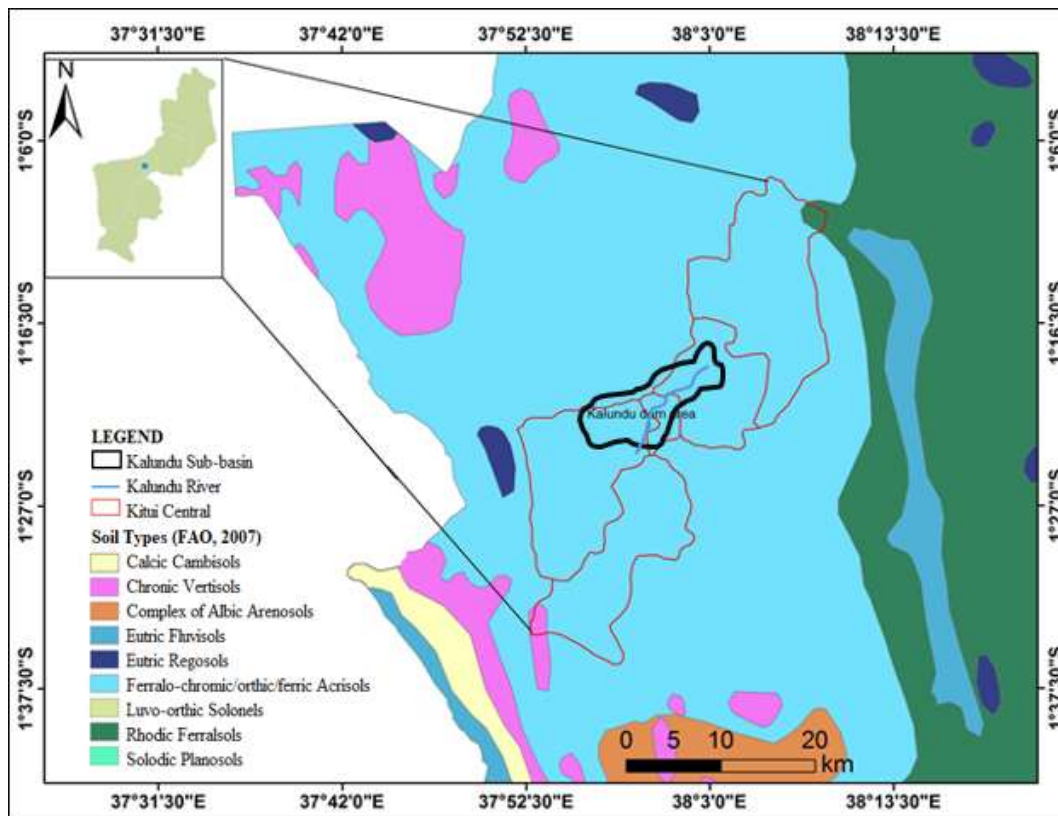 37°31'30"E 37°42'0"E 37°52'30"E 38°3'0"E 38°13'30"E
N
1°6'0"S 1°6'0"S
1°16'30"S 1°16'30"S
Kalundu dam area
LEGEND
Kalundu Sub-basin
Kalundu River
Kitui Central
1°27'0"S 1°27'0"S
Soil Types (FAO, 2007)
Calcic Cambisols
Chronic Vertisols
Complex of Albic Arenosols
Eutric Fluvisols
Eutric Regosols
Ferralo-chromic/orthic/ferric Acrisols
Luvo-orthic Solonels
Rhodic Ferralsols
Solodic Planosols
1°37'30"S 1°37'30"S
0 5 10 20
km
37°31'30"E 37°42'0"E 37°52'30"E 38°3'0"E 38°13'30"E